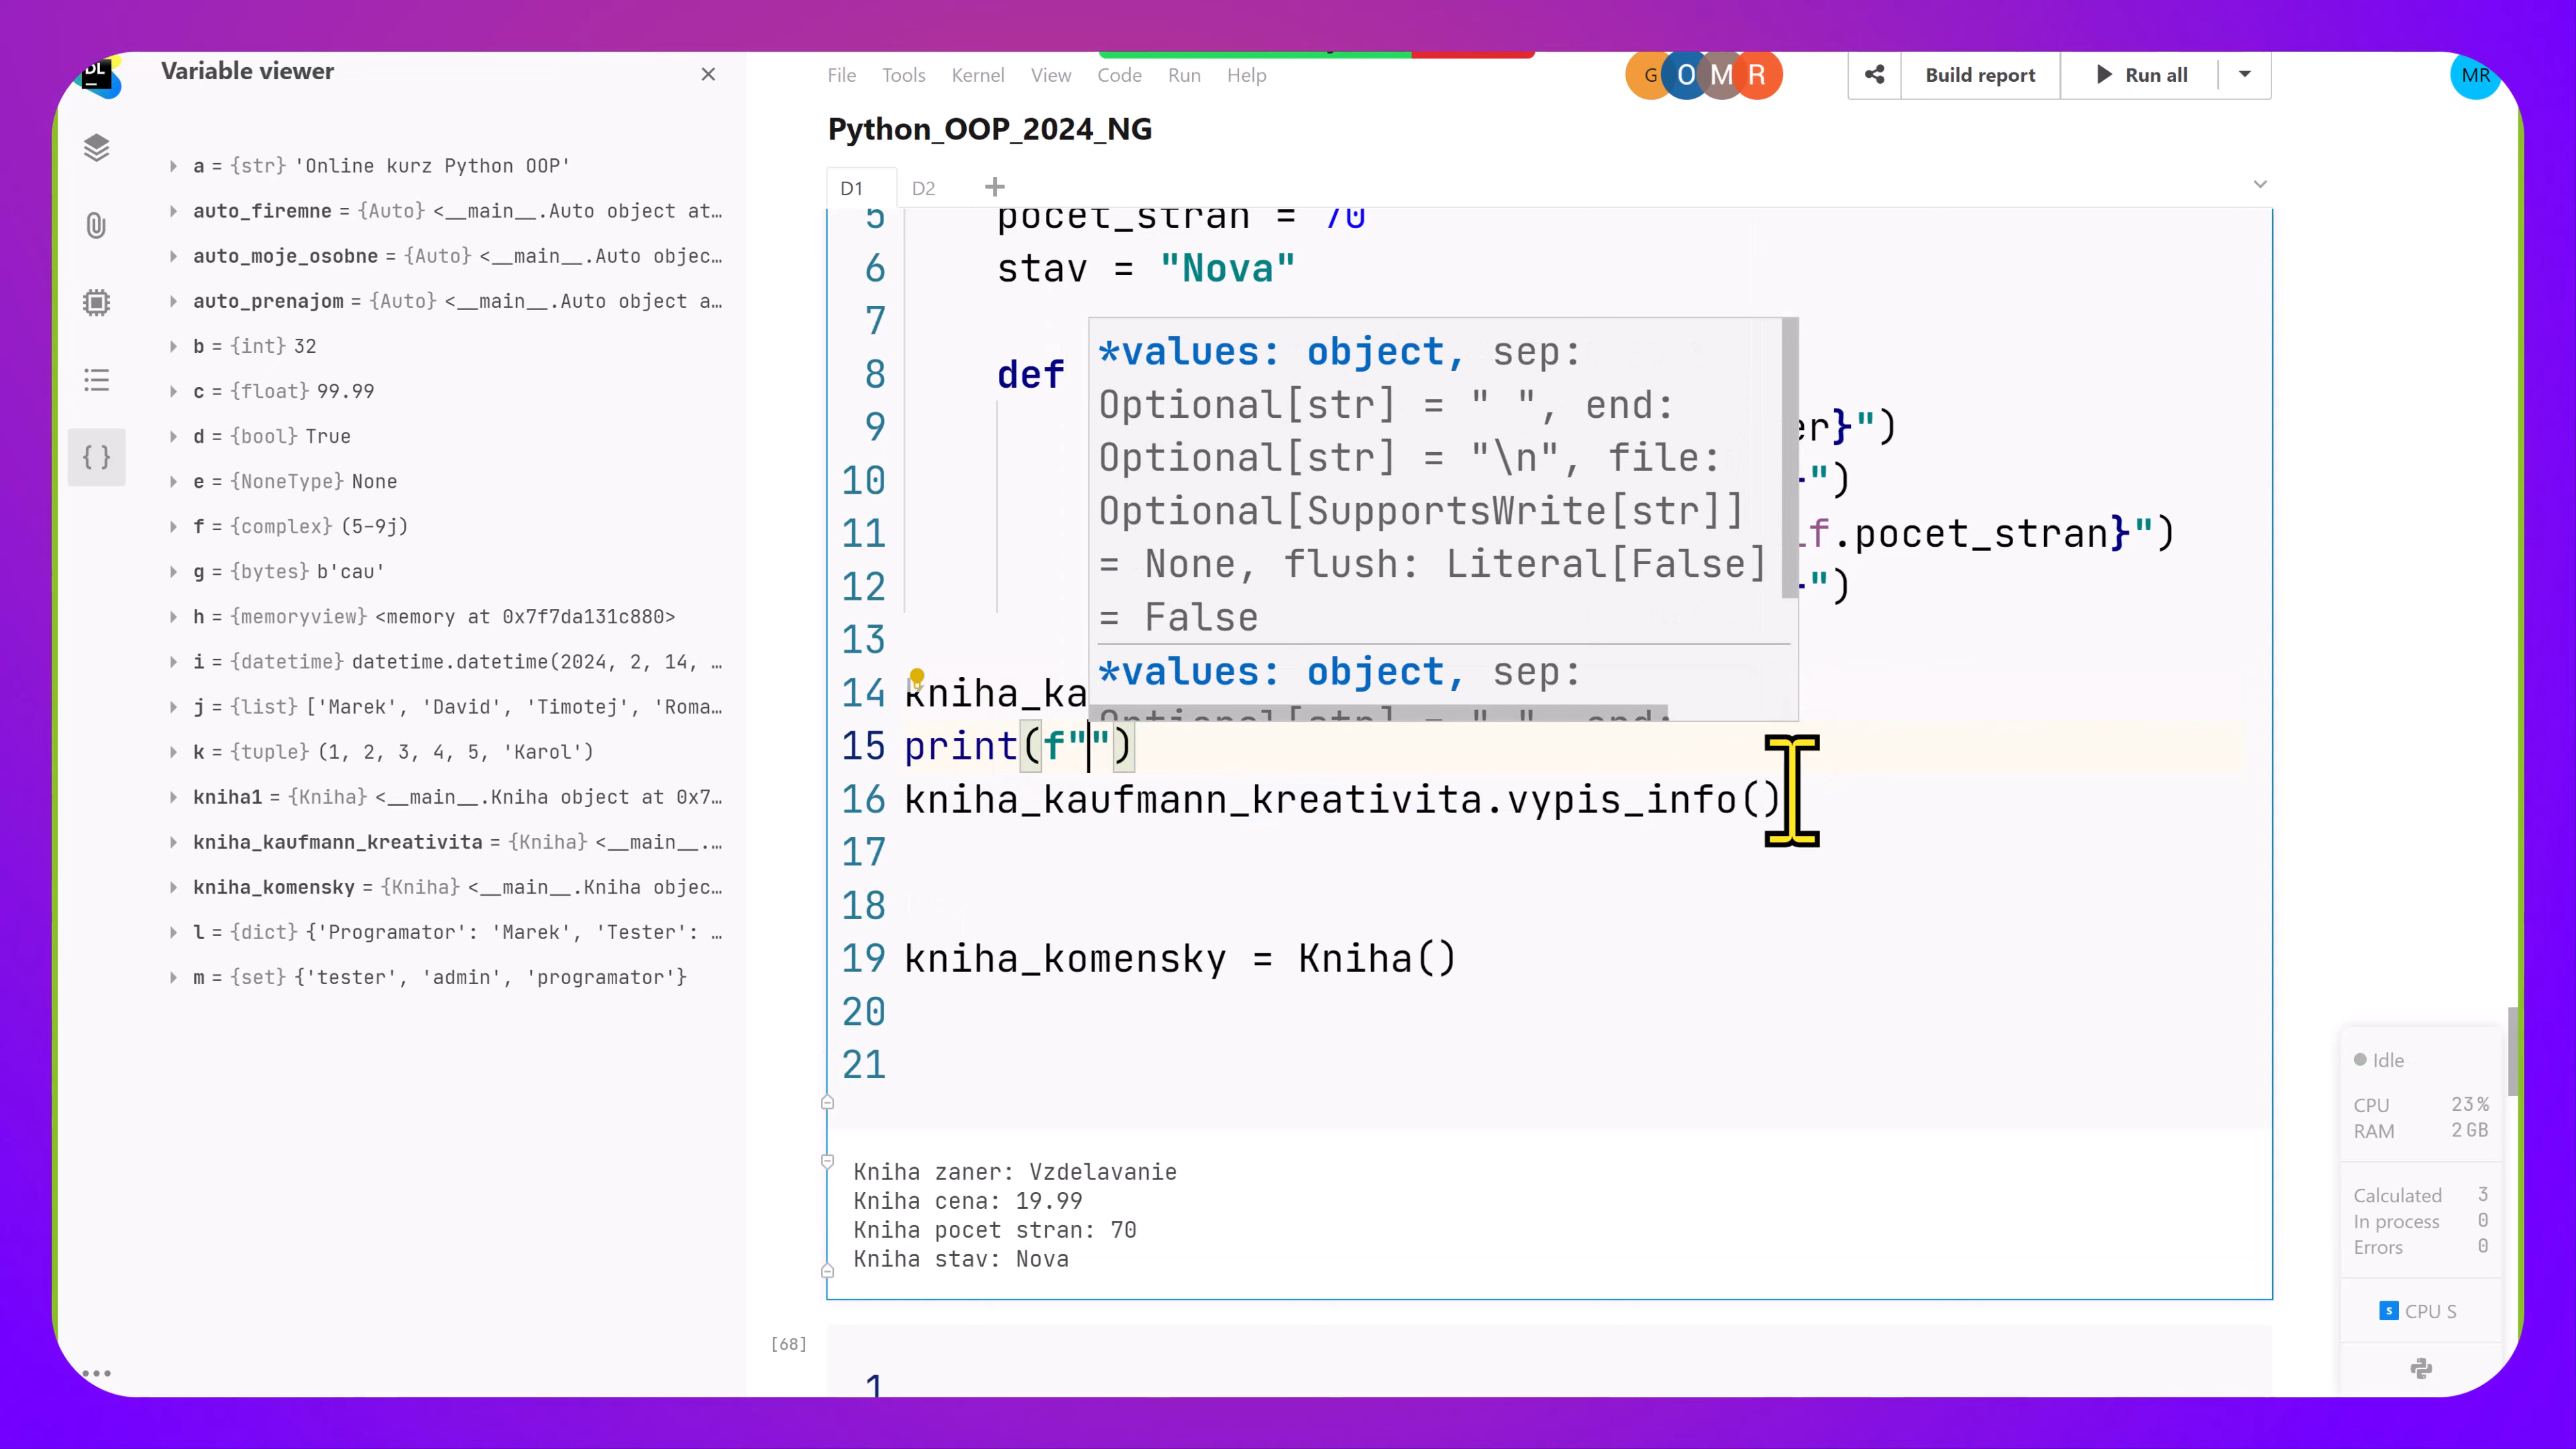 DL
Variable viewer
File Tools Kernel View Code Run Help
G O M R
Build report
Run all
MR
Python_OOP_2024_NG
D1 D2
a = {str} 'Online kurz Python OOP'
auto_firemne = {Auto} <__main__.Auto object at…
auto_moje_osobne = {Auto} <__main__.Auto objec…
auto_prenajom = {Auto} <__main__.Auto object a…
b = {int} 32
c = {float} 99.99
d = {bool} True
e = {NoneType} None
f = {complex} (5-9j)
g = {bytes} b'cau'
h = {memoryview} <memory at 0x7f7da131c880>
i = {datetime} datetime.datetime(2024, 2, 14, …
j = {list} ['Marek', 'David', 'Timotej', 'Roma…
k = {tuple} (1, 2, 3, 4, 5, 'Karol')
kniha1 = {Kniha} <__main__.Kniha object at 0x7…
kniha_kaufmann_kreativita = {Kniha} <__main__.…
kniha_komensky = {Kniha} <__main__.Kniha objec…
l = {dict} {'Programator': 'Marek', 'Tester': …
m = {set} {'tester', 'admin', 'programator'}
5 pocet_stran = 70
6 stav = "Nova"
7
8 def
9 er}")
10 }")
11 lf.pocet_stran}")
12 }")
13
*values: object, sep:
Optional[str] = " ", end:
Optional[str] = "\n", file:
Optional[SupportsWrite[str]]
= None, flush: Literal[False]
= False
*values: object, sep:
Optional[str] = " ", end:
14 kniha_ka
15 print(f"")
16 kniha_kaufmann_kreativita.vypis_info()
17
18
19 kniha_komensky = Kniha()
20
21
Kniha zaner: Vzdelavanie
Kniha cena: 19.99
Kniha pocet stran: 70
Kniha stav: Nova
[68]
1
Idle
CPU 23%
RAM 2 GB
Calculated 3
In process 0
Errors 0
S CPU S